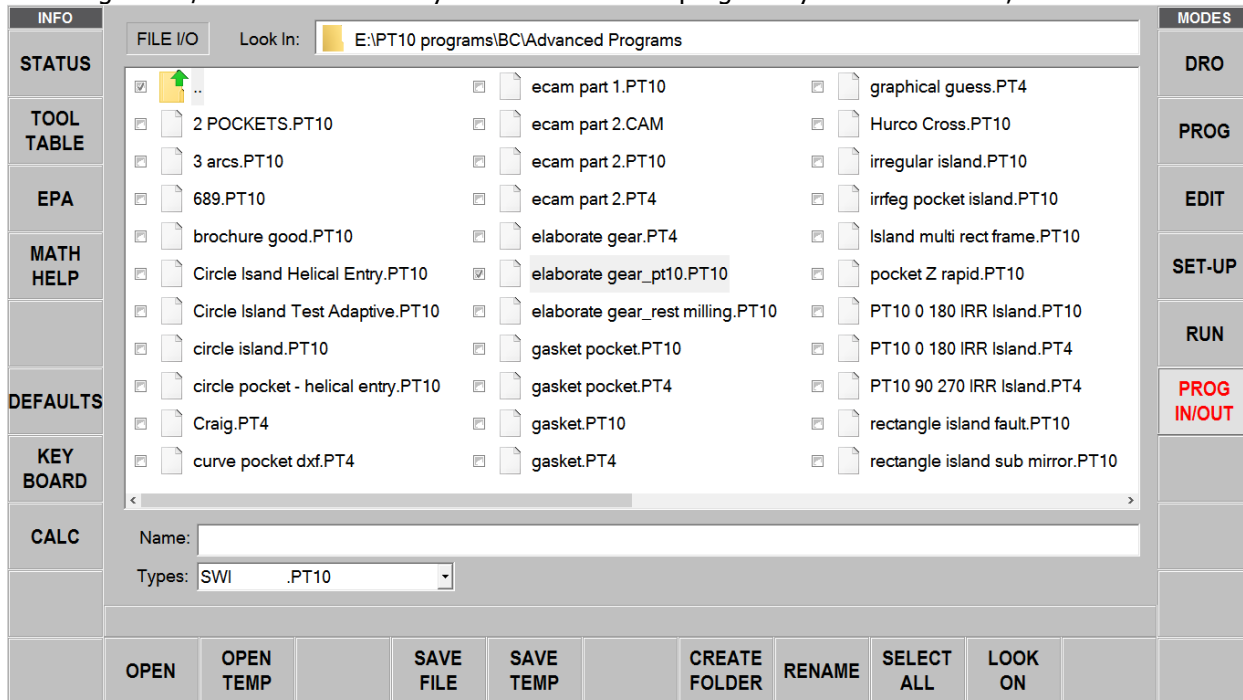 INFO
STATUS
TOOL
TABLE
EPA
MATH
HELP
DEFAULTS
KEY
BOARD
CALC
FILE I/O
Look In:
E:\PT10 programs\BC\Advanced Programs
..
2 POCKETS.PT10
3 arcs.PT10
689.PT10
brochure good.PT10
Circle Isand Helical Entry.PT10
Circle Island Test Adaptive.PT10
circle island.PT10
circle pocket - helical entry.PT10
Craig.PT4
curve pocket dxf.PT4
ecam part 1.PT10
ecam part 2.CAM
ecam part 2.PT10
ecam part 2.PT4
elaborate gear.PT4
elaborate gear_pt10.PT10
elaborate gear_rest milling.PT10
gasket pocket.PT10
gasket pocket.PT4
gasket.PT10
gasket.PT4
graphical guess.PT4
Hurco Cross.PT10
irregular island.PT10
irrfeg pocket island.PT10
Island multi rect frame.PT10
pocket Z rapid.PT10
PT10 0 180 IRR Island.PT10
PT10 0 180 IRR Island.PT4
PT10 90 270 IRR Island.PT4
rectangle island fault.PT10
rectangle island sub mirror.PT10
Name:
Types: SWI .PT10
OPEN
OPEN
TEMP
SAVE
FILE
SAVE
TEMP
CREATE
FOLDER
RENAME
SELECT
ALL
LOOK
ON
MODES
DRO
PROG
EDIT
SET-UP
RUN
PROG
IN/OUT